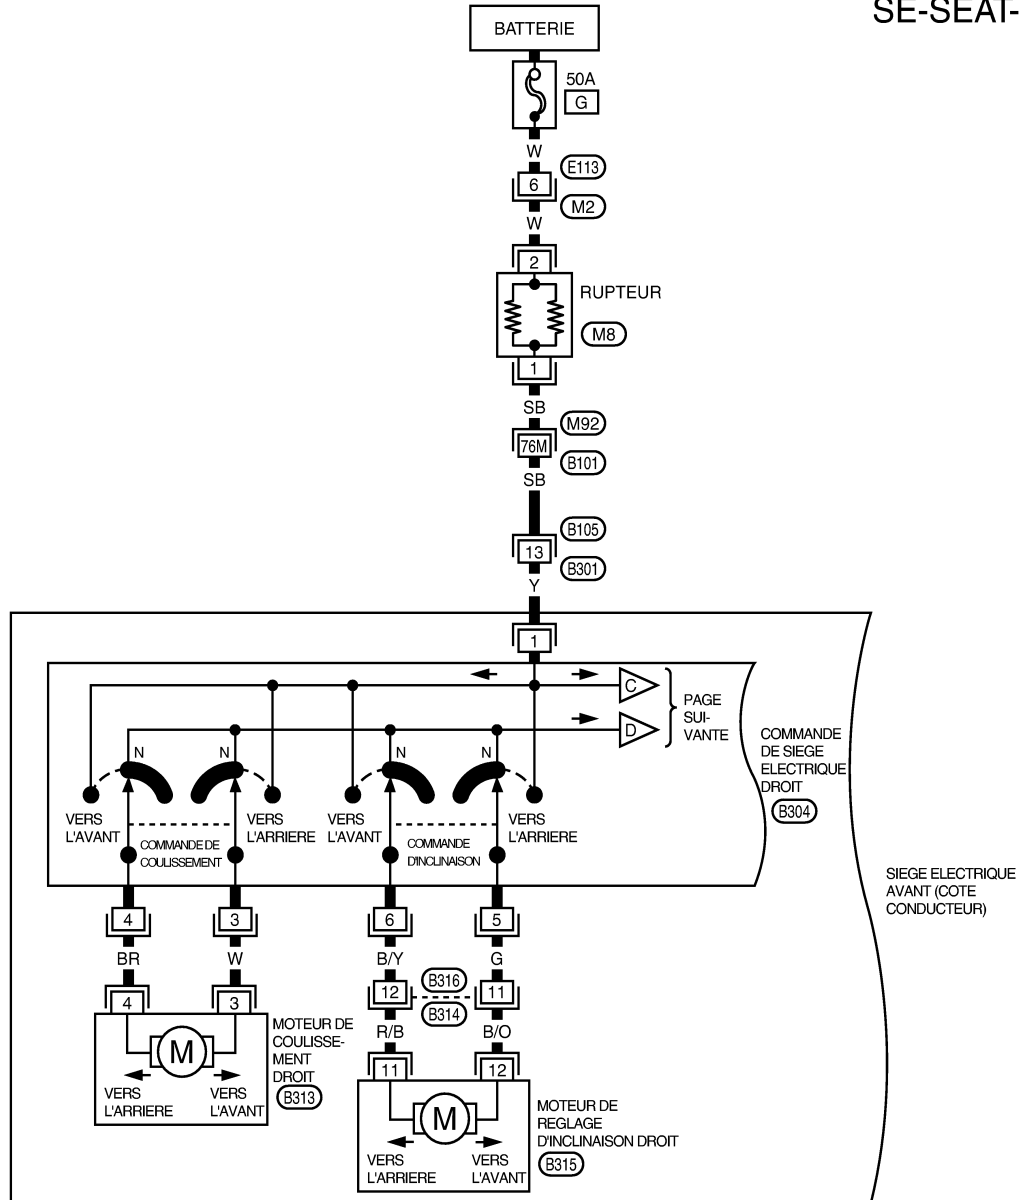 SE-SEAT-
BATTERIE
50A
G
W
E113
6
M2
W
2
RUPTEUR
M8
1
SB
M92
76M
B101
SB
B105
13
B301
Y
1
C
D
PAGE
SUI-
VANTE
N
N
N
N
VERS
L'AVANT
VERS
L'ARRIERE
VERS
L'AVANT
VERS
L'ARRIERE
COMMANDE DE
COULISSEMENT
COMMANDE
D'INCLINAISON
COMMANDE
DE SIEGE
ELECTRIQUE
DROIT
B304
SIEGE ELECTRIQUE
AVANT (COTE
CONDUCTEUR)
4
3
6
5
BR
W
B/Y
G
B316
12
11
B314
4
3
R/B
B/O
M
MOTEUR DE
COULISSE-
MENT
DROIT
B313
VERS
L'ARRIERE
VERS
L'AVANT
11
12
M
MOTEUR DE
REGLAGE
D'INCLINAISON DROIT
B315
VERS
L'ARRIERE
VERS
L'AVANT